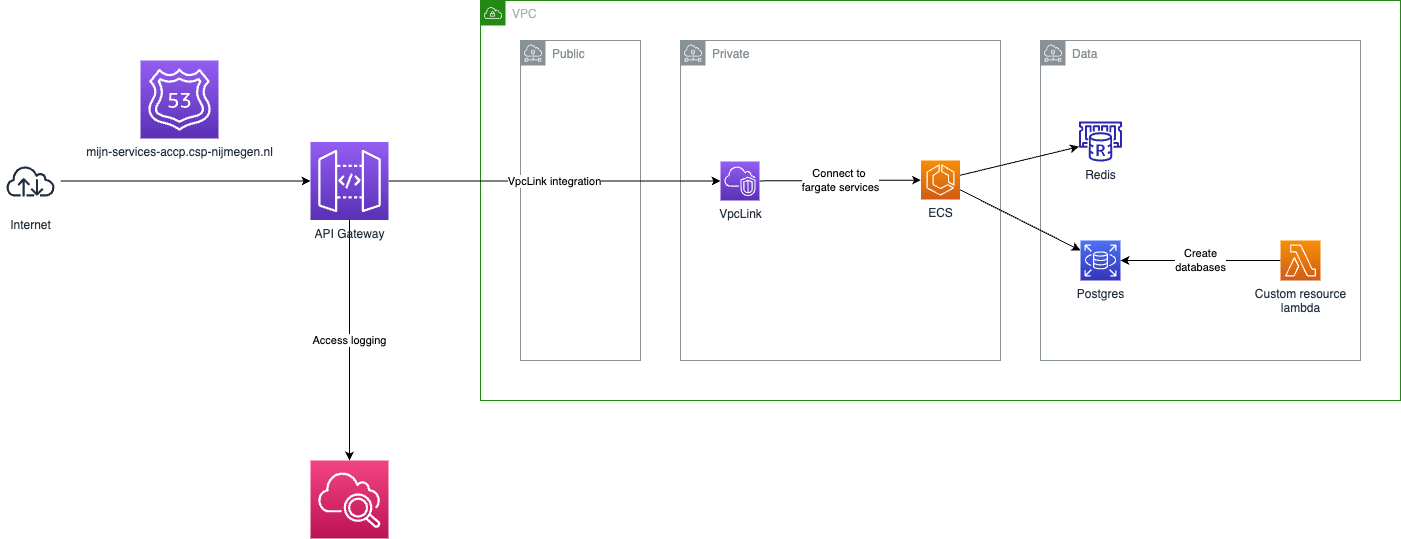 VPC
Public
Private
Data
53
mijn-services-accp.csp-nijmegen.nl
Internet
API Gateway
VpcLink integration
VpcLink
Connect to
fargate services
ECS
R
Redis
Postgres
Create
databases
Custom resource
lambda
Access logging